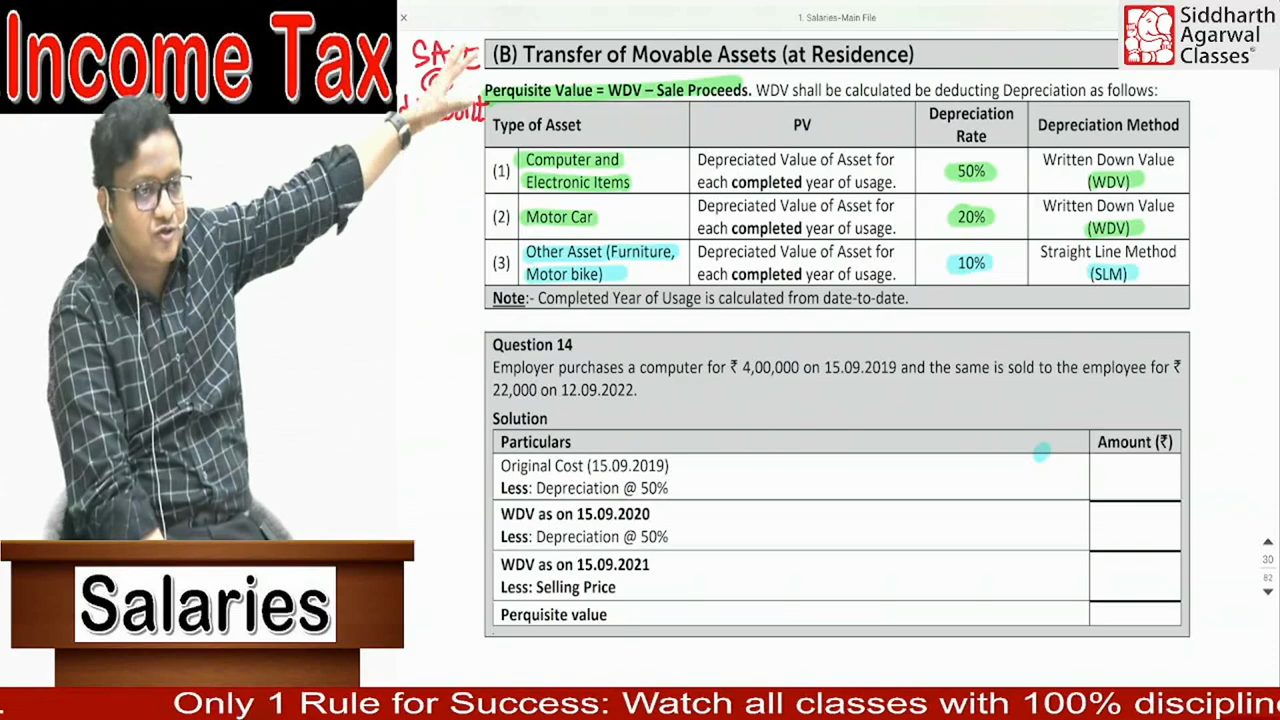 Income Tax
1. Salaries-Main File
Siddharth
Agarwal
Classes
SALE
@
(B) Transfer of Movable Assets (at Residence)
Perquisite Value = WDV – Sale Proceeds. WDV shall be calculated be deducting Depreciation as follows:
Type of Asset PV Depreciation Rate Depreciation Method
(1) Computer and Electronic Items Depreciated Value of Asset for each completed year of usage. 50% Written Down Value (WDV)
(2) Motor Car Depreciated Value of Asset for each completed year of usage. 20% Written Down Value (WDV)
(3) Other Asset (Furniture, Motor bike) Depreciated Value of Asset for each completed year of usage. 10% Straight Line Method (SLM)
Note:- Completed Year of Usage is calculated from date-to-date.
Question 14
Employer purchases a computer for ₹ 4,00,000 on 15.09.2019 and the same is sold to the employee for ₹
22,000 on 12.09.2022.
Solution
Particulars Amount (₹)
Original Cost (15.09.2019)
Less: Depreciation @ 50%
WDV as on 15.09.2020
Less: Depreciation @ 50%
WDV as on 15.09.2021
Less: Selling Price
Perquisite value
30
82
Salaries
Only 1 Rule for Success: Watch all classes with 100% discipline